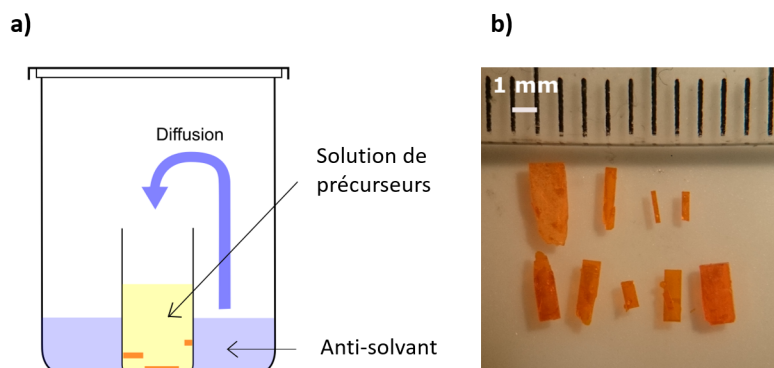 a)
Diffusion
Solution de
précurseurs
Anti-solvant
b)
1 mm